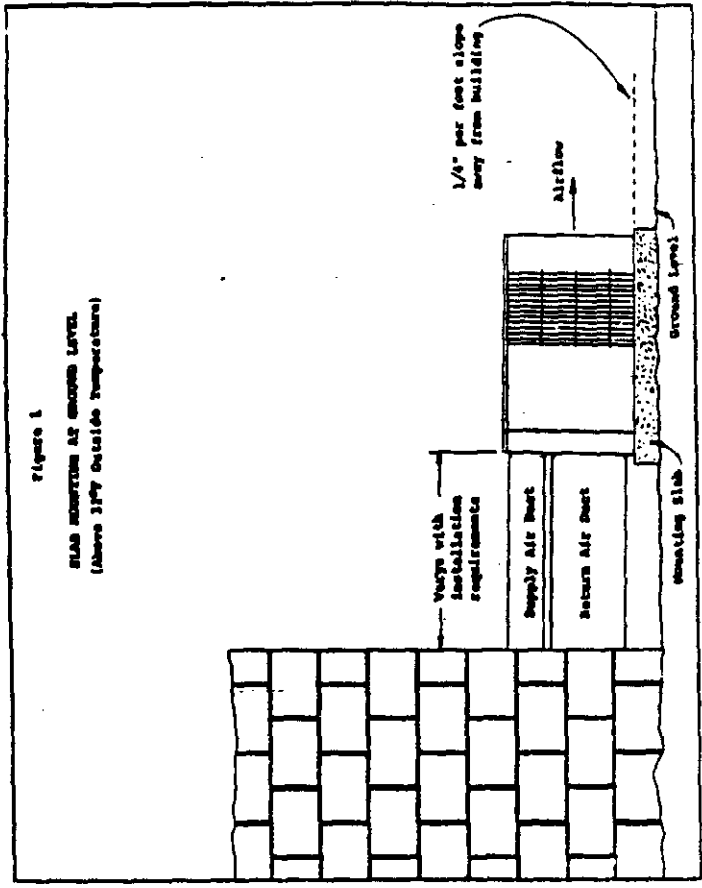 Figure 1
SLAB MOUNTING AT GROUND LEVEL
(Above Outside Temperature)
1/4" per foot slope
away from building
Airflow
Varys with
installation
requirements
Supply Air Duct
Return Air Duct
Ground Level
Mounting Slab